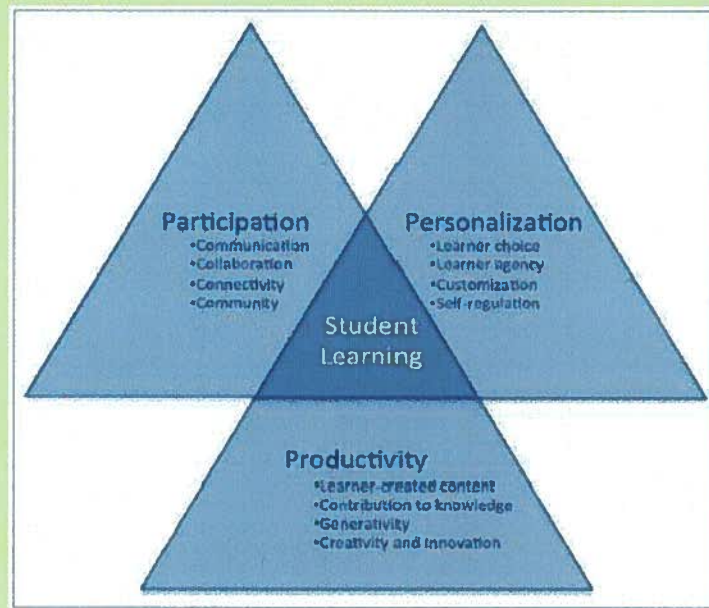 Participation
•Communication
•Collaboration
•Connectivity
•Community
Personalization
•Learner choice
•Learner agency
•Customization
•Self-regulation
Student
Learning
Productivity
•Learner-created content
•Contribution to knowledge
•Generativity
•Creativity and Innovation